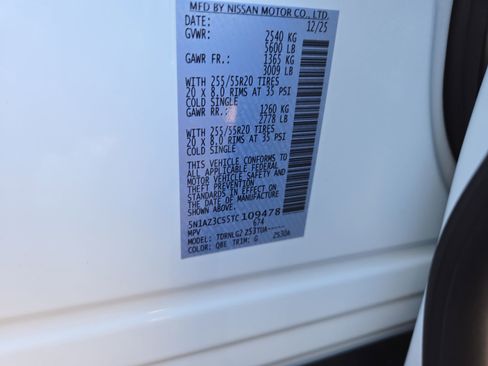 MFD BY NISSAN MOTOR CO., LTD.
DATE: 12/25
GVWR: 2540 KG
5600 LB
GAWR FR.: 1365 KG
3009 LB
WITH 255/55R20 TIRES
20 x 8.0 RIMS AT 35 PSI
COLD SINGLE
GAWR RR.: 1260 KG
2778 LB
WITH 255/55R20 TIRES
20 x 8.0 RIMS AT 35 PSI
COLD SINGLE
THIS VEHICLE CONFORMS TO
ALL APPLICABLE FEDERAL
MOTOR VEHICLE SAFETY AND
THEFT PREVENTION
STANDARDS IN EFFECT ON
THE DATE OF MANUFACTURE
SHOWN ABOVE.
5N1AZ3CS5TC109478
MPV 674
MODEL: TDRNLG2 Z53TUA-----
COLOR: QBE TRIM: G Z530A